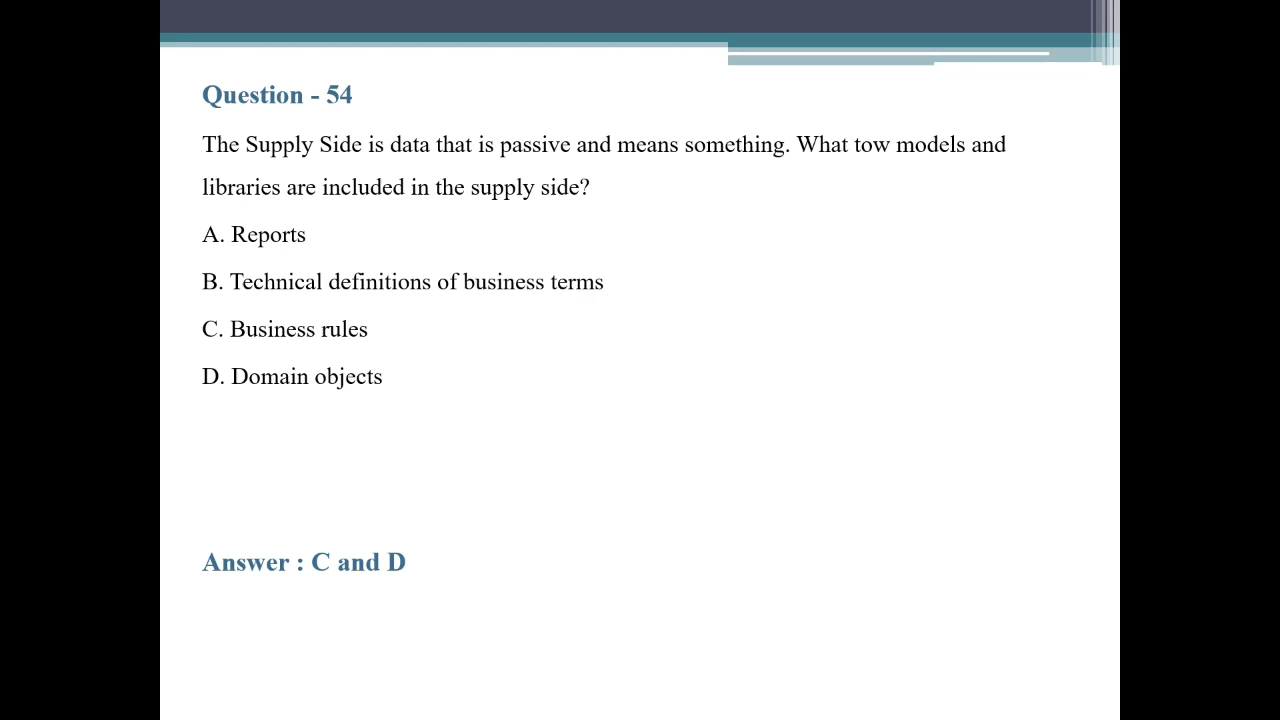 Question - 54
The Supply Side is data that is passive and means something. What tow models and
libraries are included in the supply side?
A. Reports
B. Technical definitions of business terms
C. Business rules
D. Domain objects
Answer : C and D